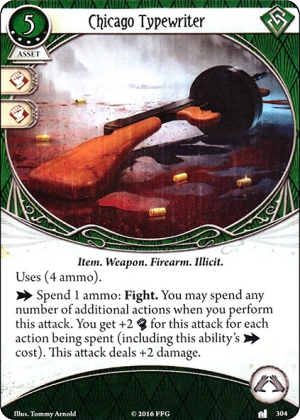 5
Chicago Typewriter
ASSET
Item. Weapon. Firearm. Illicit.
Uses (4 ammo).
Spend 1 ammo: Fight. You may spend any
number of additional actions when you perform
this attack. You get +2 for this attack for each
action being spent (including this ability's
cost). This attack deals +2 damage.
Illus. Tommy Arnold
© 2016 FFG
304